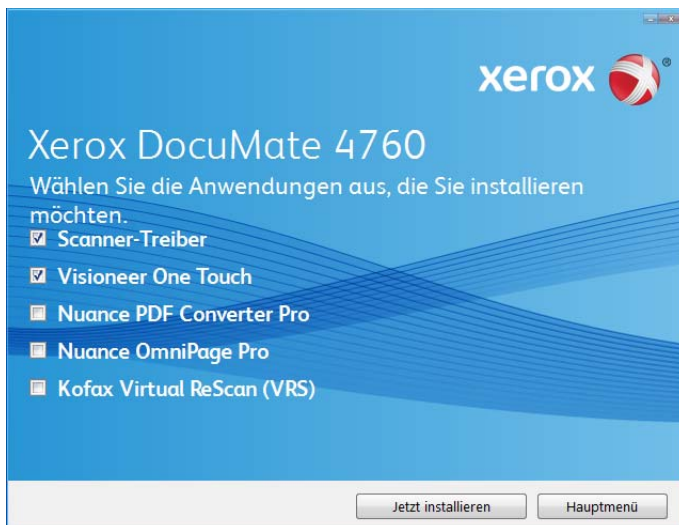 xerox ®
Xerox DocuMate 4760
Wählen Sie die Anwendungen aus, die Sie installieren
möchten.
Scanner-Treiber
Visioneer One Touch
Nuance PDF Converter Pro
Nuance OmniPage Pro
Kofax Virtual ReScan (VRS)
Jetzt installieren Hauptmenü